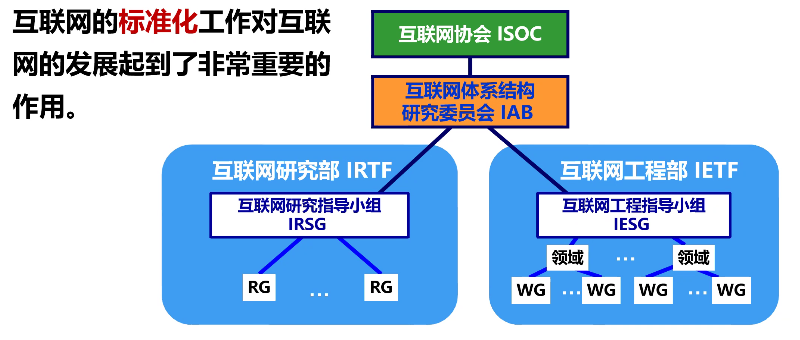 互联网的标准化工作对互联
网的发展起到了非常重要的
作用。
互联网协会 ISOC
互联网体系结构
研究委员会 IAB
互联网研究部 IRTF
互联网研究指导小组
IRSG
RG
…
RG
互联网工程部 IETF
互联网工程指导小组
IESG
领域
…
领域
WG
…
WG
WG
…
WG